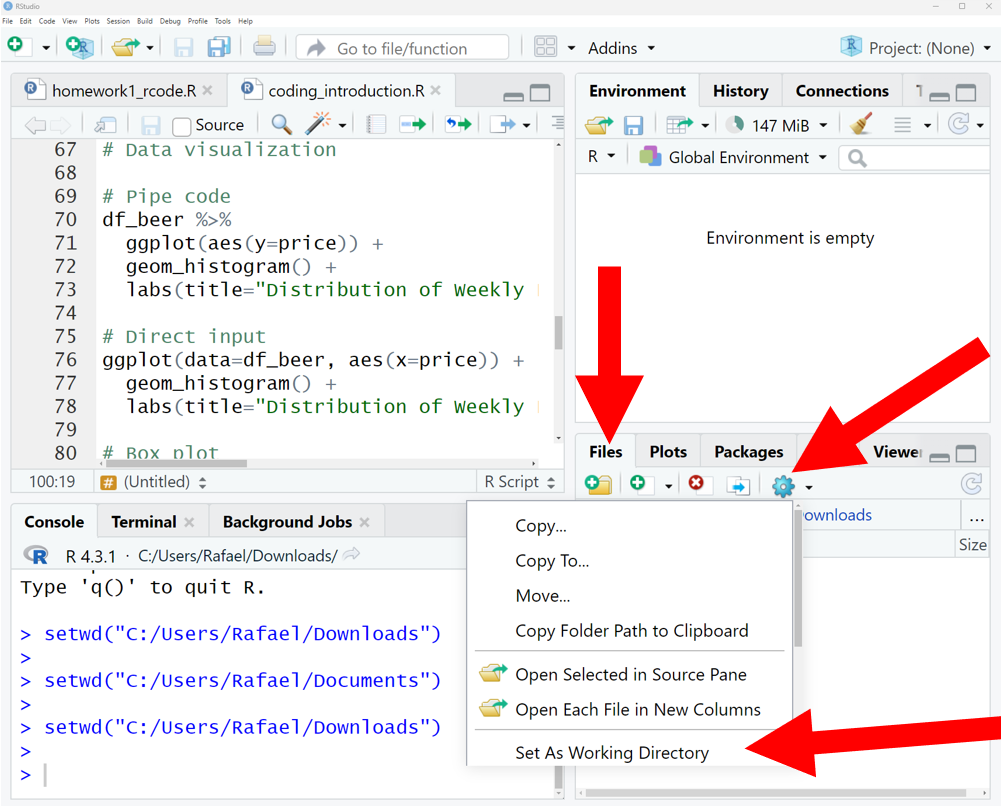 RStudio
File Edit Code View Plots Session Build Debug Profile Tools Help
Go to file/function
Addins
Project: (None)
homework1_rcode.R
coding_introduction.R
Source
67 # Data visualization
68
69 # Pipe code
70 df_beer %>%
71 ggplot(aes(y=price)) +
72 geom_histogram() +
73 labs(title="Distribution of Weekly
74
75 # Direct input
76 ggplot(data=df_beer, aes(x=price)) +
77 geom_histogram() +
78 labs(title="Distribution of Weekly
79
80 # Box plot
100:19 # (Untitled) R Script
Environment History Connections
147 MiB
R Global Environment
Environment is empty
Files Plots Packages Viewer
ownloads ...
Size
Console Terminal Background Jobs
R R 4.3.1 · C:/Users/Rafael/Downloads/
Type 'q()' to quit R.
> setwd("C:/Users/Rafael/Downloads")
>
> setwd("C:/Users/Rafael/Documents")
>
> setwd("C:/Users/Rafael/Downloads")
>
>
Copy...
Copy To...
Move...
Copy Folder Path to Clipboard
Open Selected in Source Pane
Open Each File in New Columns
Set As Working Directory